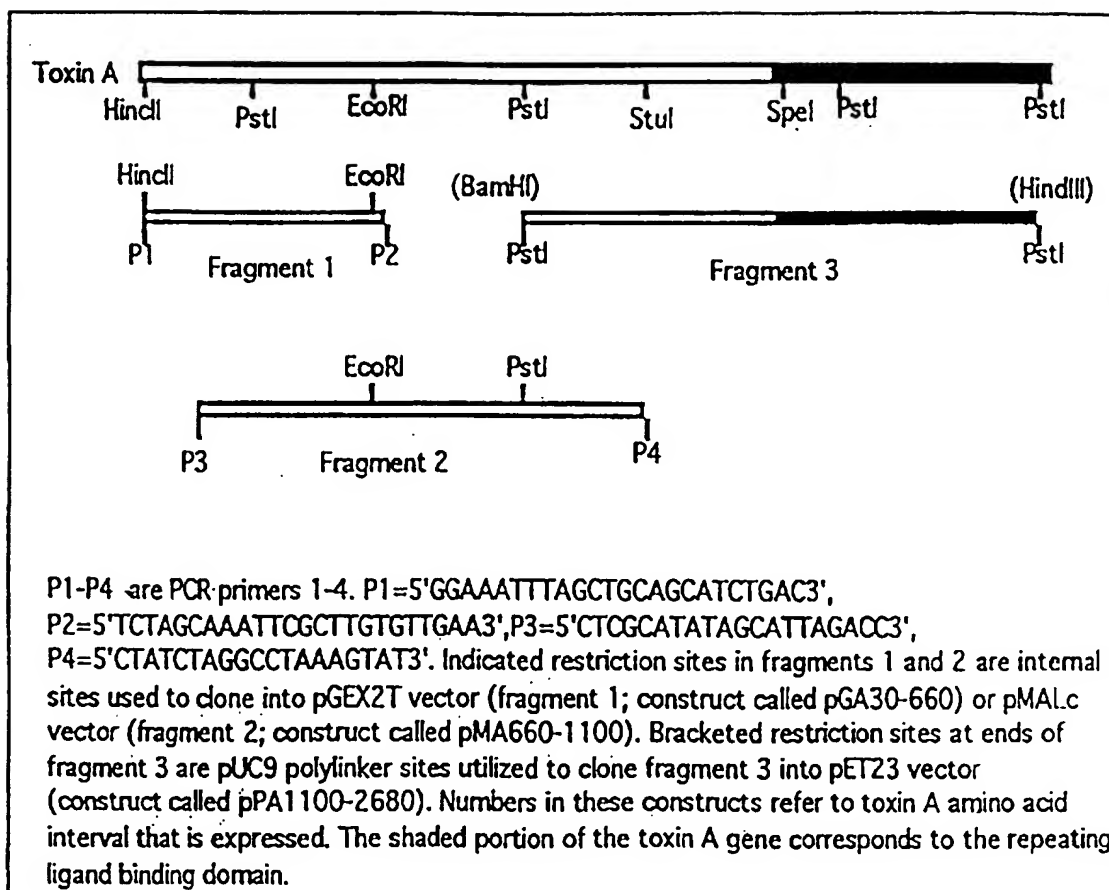 Toxin A
HincII PstI EcoRI PstI StuI SpeI PstI PstI
HincII EcoRI (BamHI) (HindIII)
P1 Fragment 1 P2 PstI Fragment 3 PstI
EcoRI PstI
P3 Fragment 2 P4
P1-P4 are PCR primers 1-4. P1=5'GGAAATTTAGCTGCAGCATCTGAC3',
P2=5'TCTAGCAAATTCGCTTGTGTTGAA3',P3=5'CTCGCATATAGCATTAGACC3',
P4=5'CTATCTAGGCCTAAAGTAT3'. Indicated restriction sites in fragments 1 and 2 are internal
sites used to clone into pGEX2T vector (fragment 1; construct called pGA30-660) or pMALc
vector (fragment 2; construct called pMA660-1100). Bracketed restriction sites at ends of
fragment 3 are pUC9 polylinker sites utilized to clone fragment 3 into pET23 vector
(construct called pPA1100-2680). Numbers in these constructs refer to toxin A amino acid
interval that is expressed. The shaded portion of the toxin A gene corresponds to the repeating
ligand binding domain.